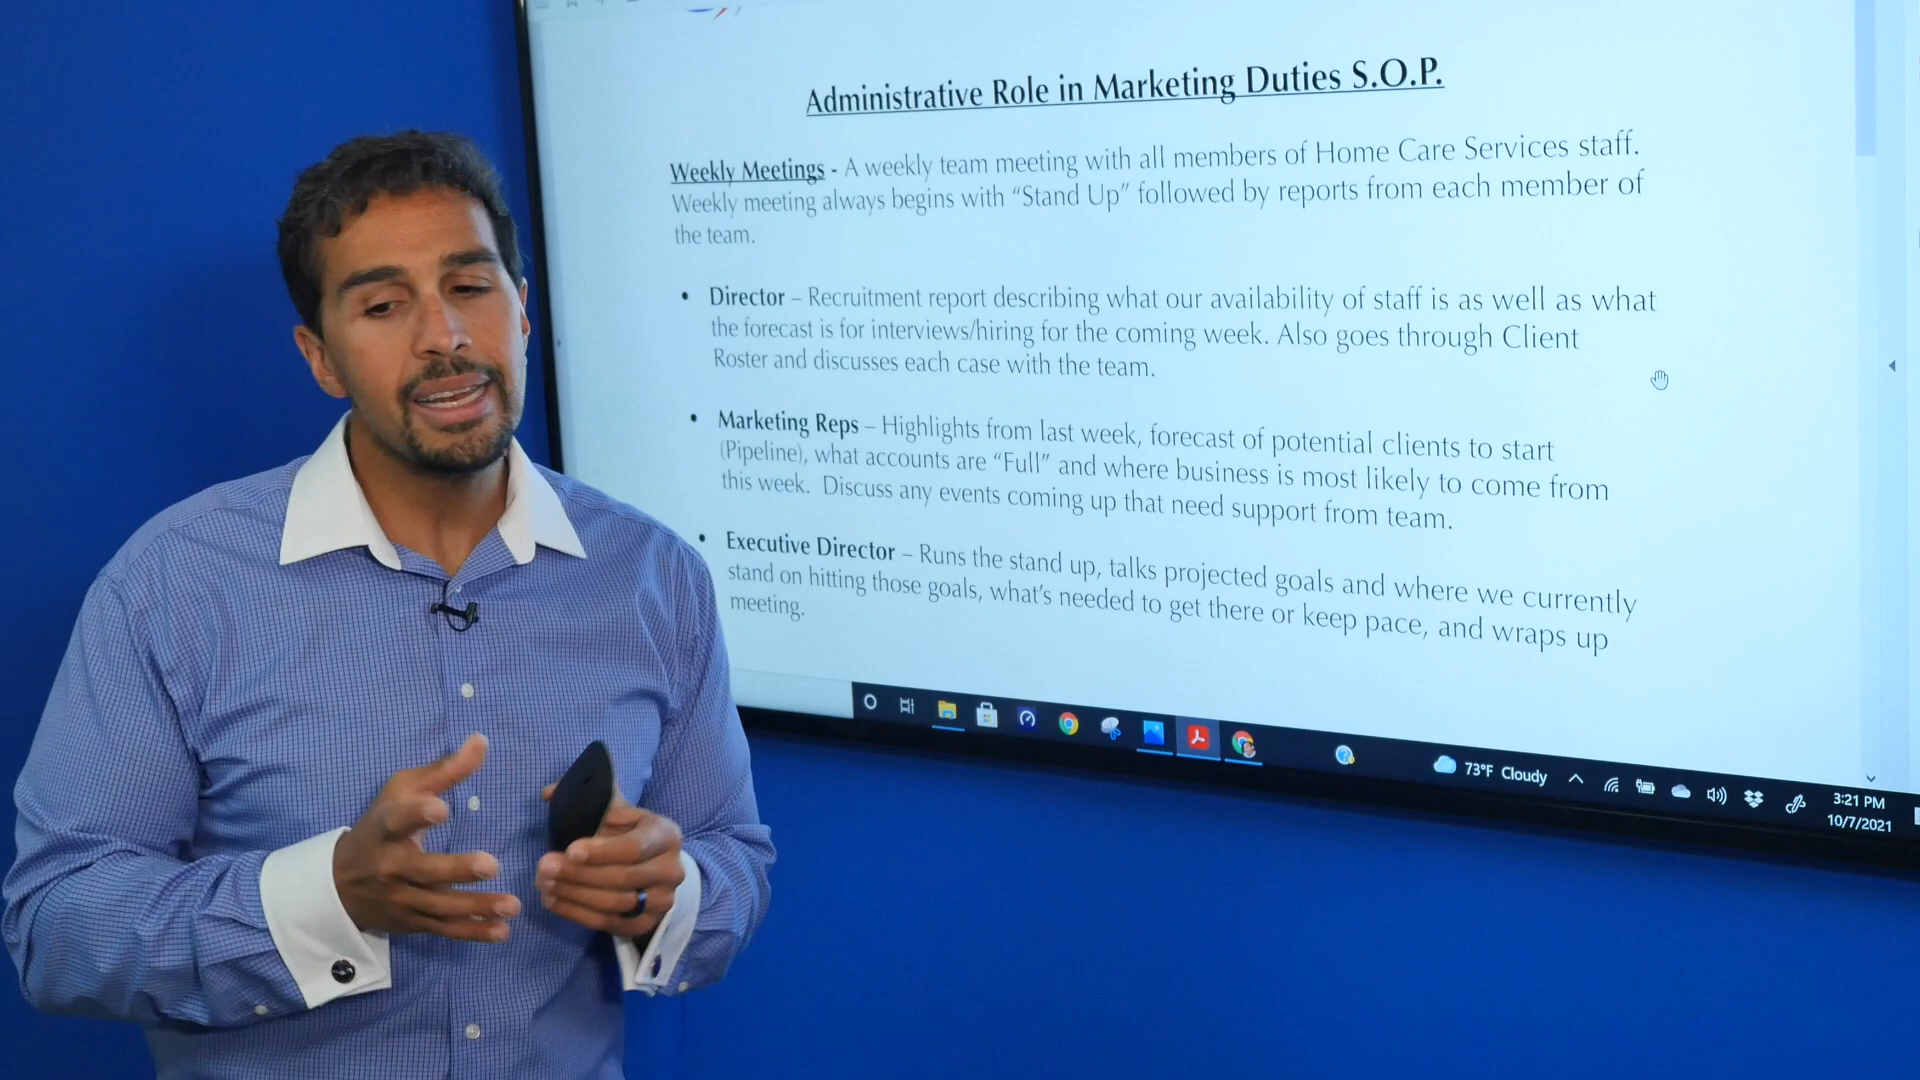 Administrative Role in Marketing Duties S.O.P.
Weekly Meetings - A weekly team meeting with all members of Home Care Services staff.
Weekly meeting always begins with “Stand Up” followed by reports from each member of
the team.
• Director – Recruitment report describing what our availability of staff is as well as what
the forecast is for interviews/hiring for the coming week. Also goes through Client
Roster and discusses each case with the team.
• Marketing Reps – Highlights from last week, forecast of potential clients to start
(Pipeline), what accounts are “Full” and where business is most likely to come from
this week. Discuss any events coming up that need support from team.
• Executive Director – Runs the stand up, talks projected goals and where we currently
stand on hitting those goals, what’s needed to get there or keep pace, and wraps up
meeting.
73°F Cloudy
3:21 PM
10/7/2021